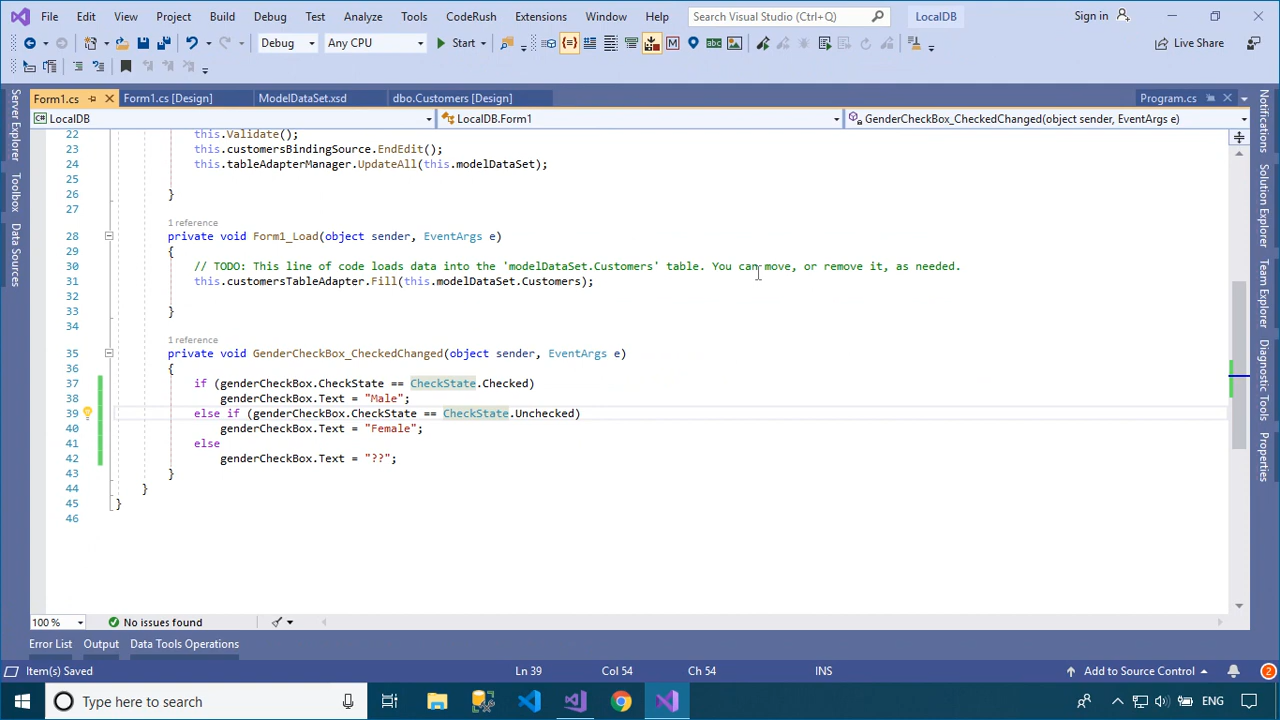 File Edit View Project Build Debug Test Analyze Tools CodeRush Extensions Window Help Search Visual Studio (Ctrl+Q) LocalDB Sign in
Debug Any CPU Start Live Share
Form1.cs Form1.cs [Design] ModelDataSet.xsd dbo.Customers [Design] Program.cs
LocalDB LocalDB.Form1 GenderCheckBox_CheckedChanged(object sender, EventArgs e)
22 this.Validate();
23 this.customersBindingSource.EndEdit();
24 this.tableAdapterManager.UpdateAll(this.modelDataSet);
25
26 }
27
1 reference
28 private void Form1_Load(object sender, EventArgs e)
29 {
30 // TODO: This line of code loads data into the 'modelDataSet.Customers' table. You can move, or remove it, as needed.
31 this.customersTableAdapter.Fill(this.modelDataSet.Customers);
32
33 }
34
1 reference
35 private void GenderCheckBox_CheckedChanged(object sender, EventArgs e)
36 {
37 if (genderCheckBox.CheckState == CheckState.Checked)
38 genderCheckBox.Text = "Male";
39 else if (genderCheckBox.CheckState == CheckState.Unchecked)
40 genderCheckBox.Text = "Female";
41 else
42 genderCheckBox.Text = "??";
43 }
44 }
45 }
46
Server Explorer
Toolbox
Data Sources
Notifications
Solution Explorer
Team Explorer
Diagnostic Tools
Properties
100 % No issues found
Error List Output Data Tools Operations
Item(s) Saved Ln 39 Col 54 Ch 54 INS Add to Source Control 2
Type here to search ENG